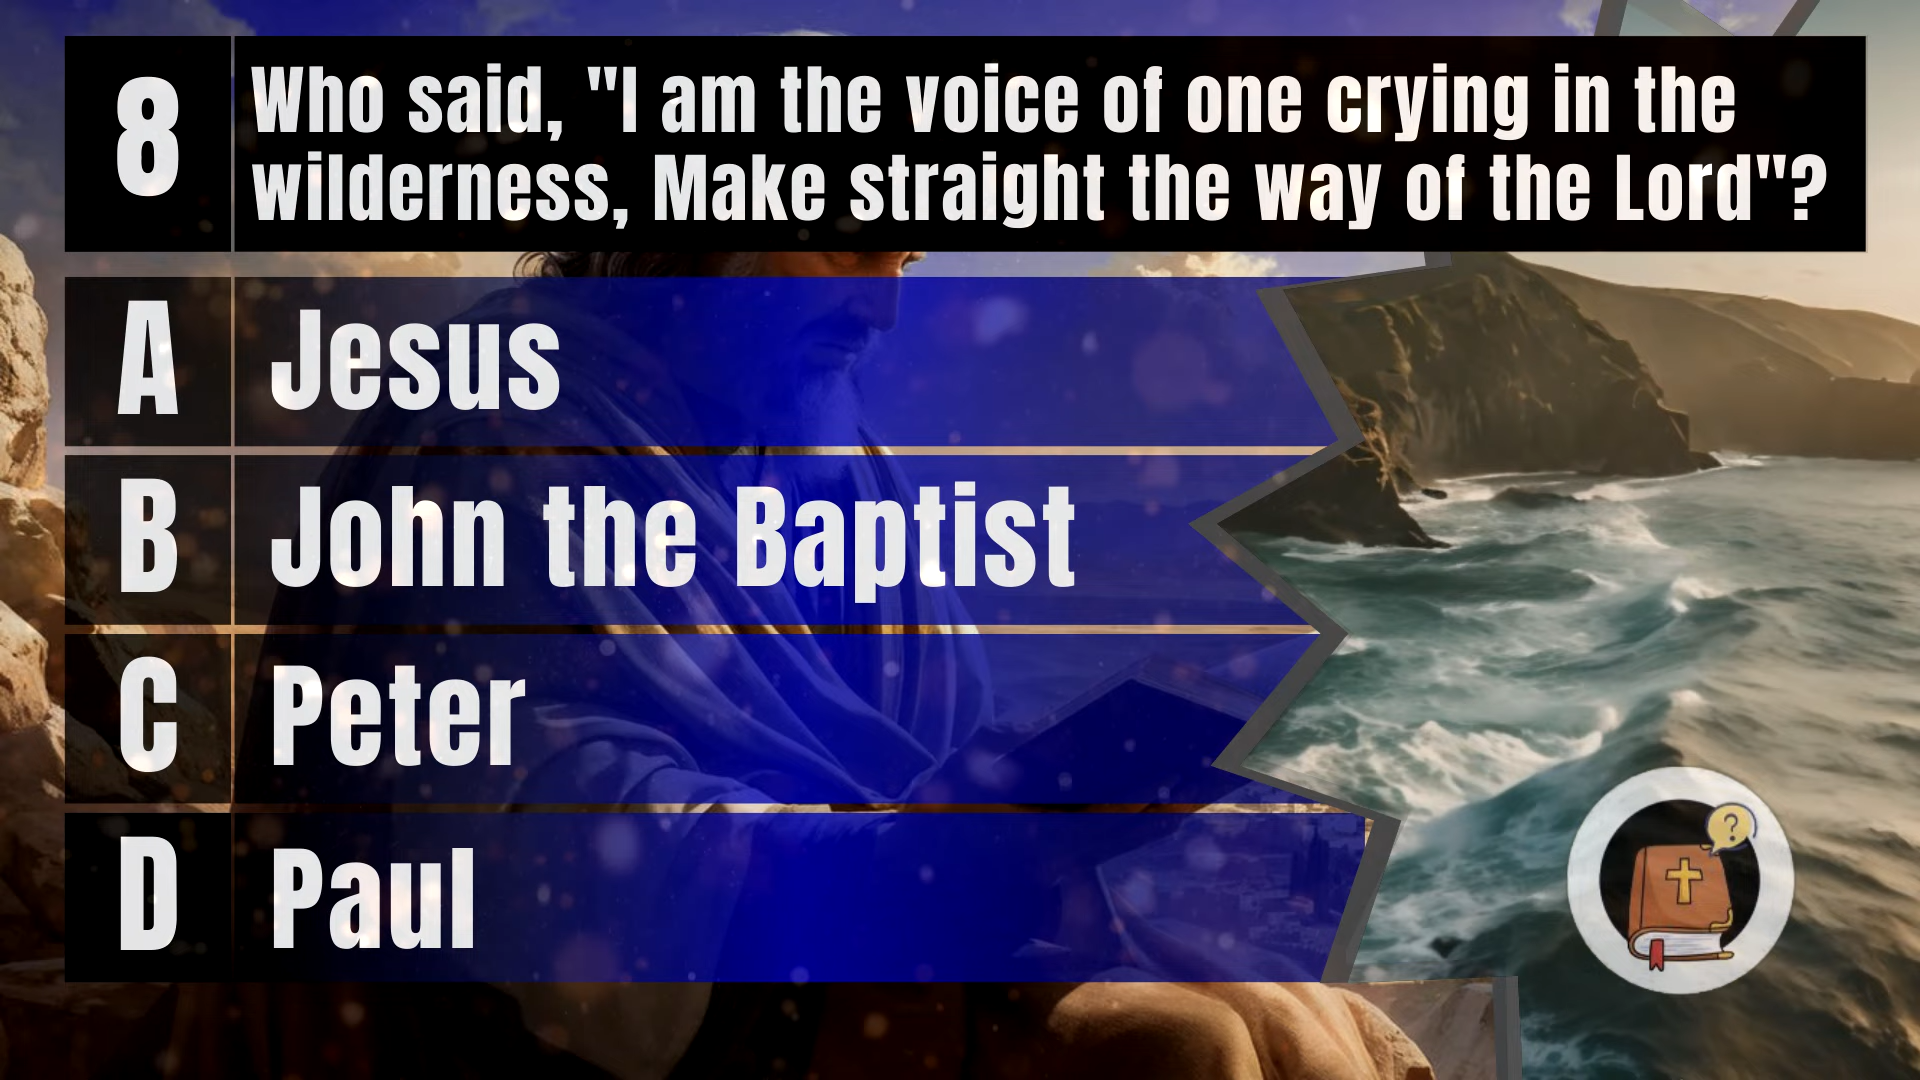 8
Who said, "I am the voice of one crying in the
wilderness, Make straight the way of the Lord"?
A
Jesus
B
John the Baptist
C
Peter
D
Paul
?